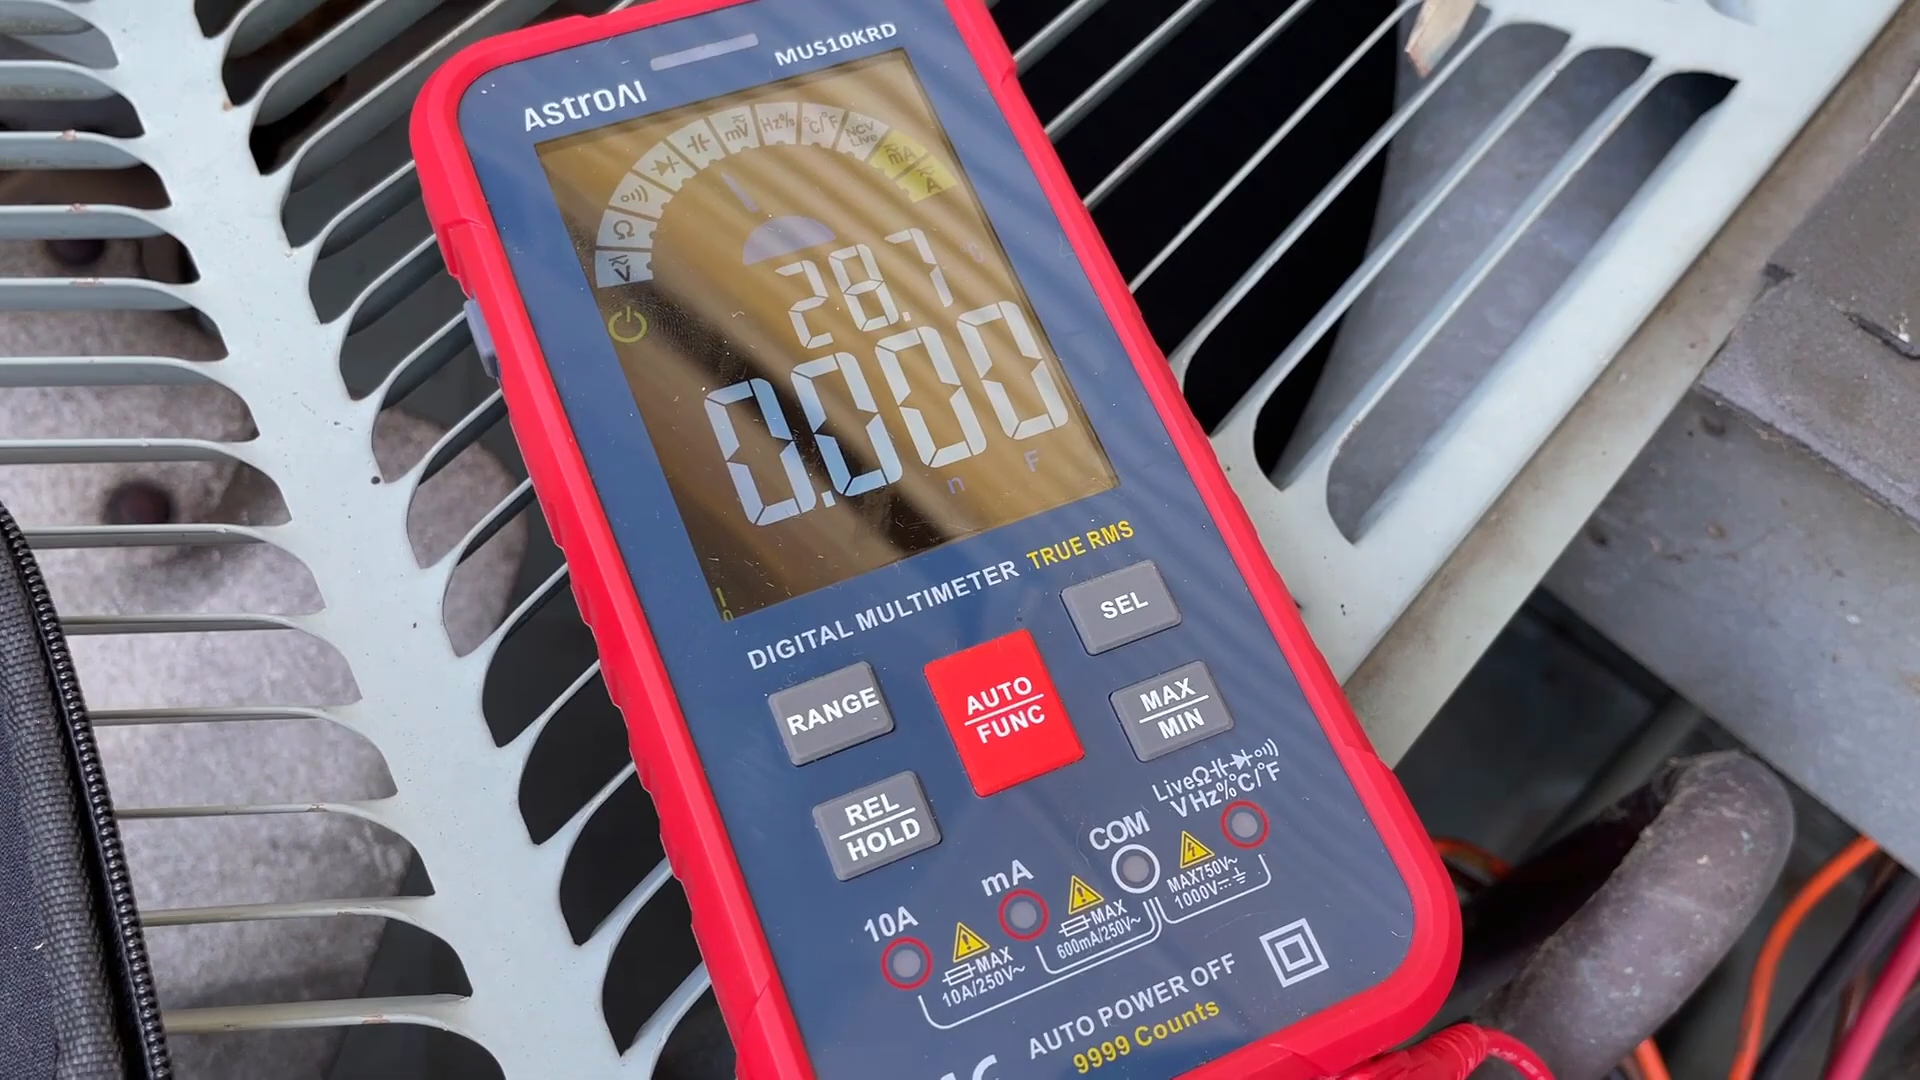 MUS10KRD
AstroAI
mV
Hz%
°C/°F
NCV
Live
mA
A
Ω
V
28.7
0.000
n F
DIGITAL MULTIMETER TRUE RMS
SEL
RANGE
AUTO
FUNC
MAX
MIN
REL
HOLD
LiveΩ
V Hz%°C/°F
COM
mA
10A
MAX750V~
1000V⎓
MAX
600mA/250V~
MAX
10A/250V~
AUTO POWER OFF
9999 Counts